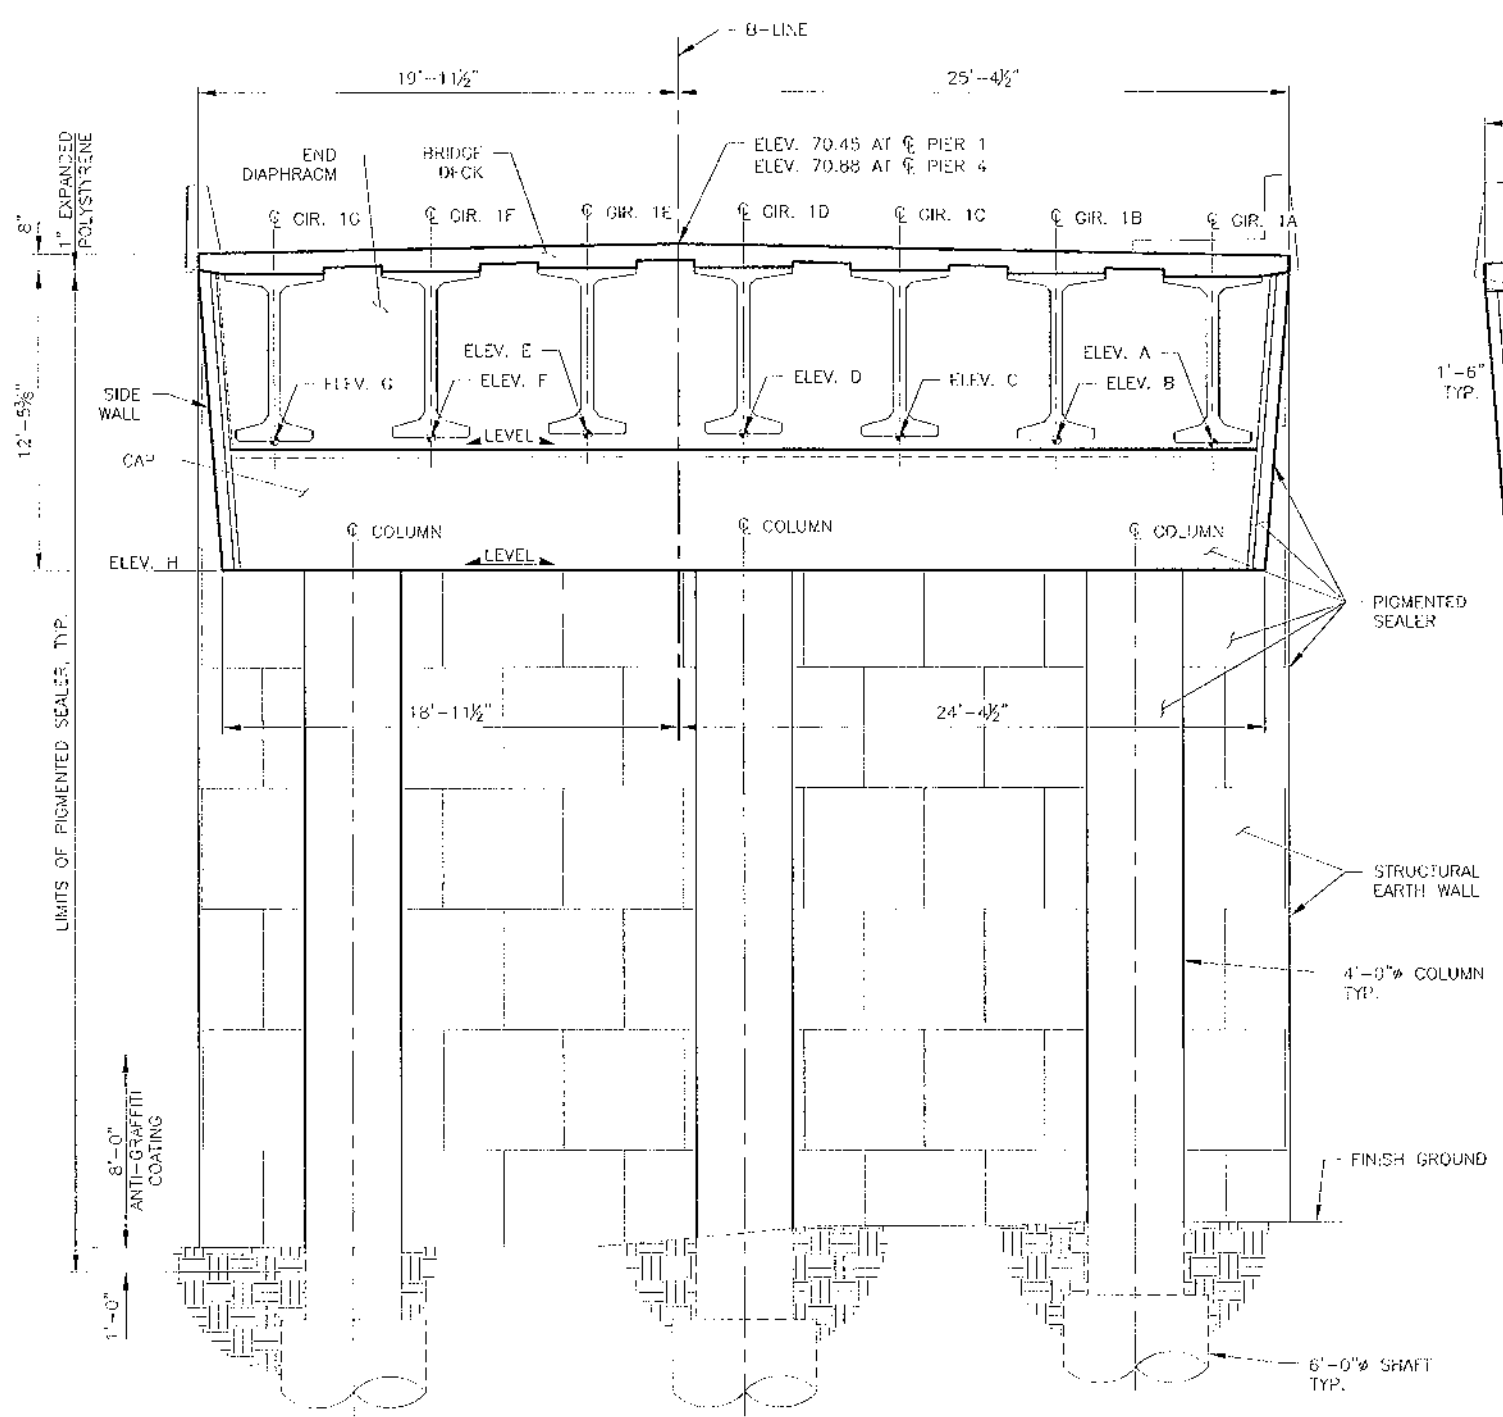 B-LINE
19'-11½"
25'-4½"
ELEV. 70.45 AT ℄ PIER 1
ELEV. 70.88 AT ℄ PIER 4
END
DIAPHRAGM
BRIDGE
DECK
1" EXPANDED
POLYSTYRENE
8"
℄ GIR. 1G
℄ GIR. 1F
℄ GIR. 1E
℄ GIR. 1D
℄ GIR. 1C
℄ GIR. 1B
℄ GIR. 1A
ELEV. G
ELEV. E
ELEV. F
ELEV. D
ELEV. C
ELEV. A
ELEV. B
1'-6"
TYP.
SIDE
WALL
12'-5⅜"
LEVEL
CAP
℄ COLUMN
℄ COLUMN
℄ COLUMN
ELEV. H
LEVEL
PIGMENTED
SEALER
LIMITS OF PIGMENTED SEALER, TYP.
18'-11½"
24'-4½"
STRUCTURAL
EARTH WALL
4'-0"ø COLUMN
TYP.
8'-0"
ANTI-GRAFFITI
COATING
FINISH GROUND
1'-0"
6'-0"ø SHAFT
TYP.